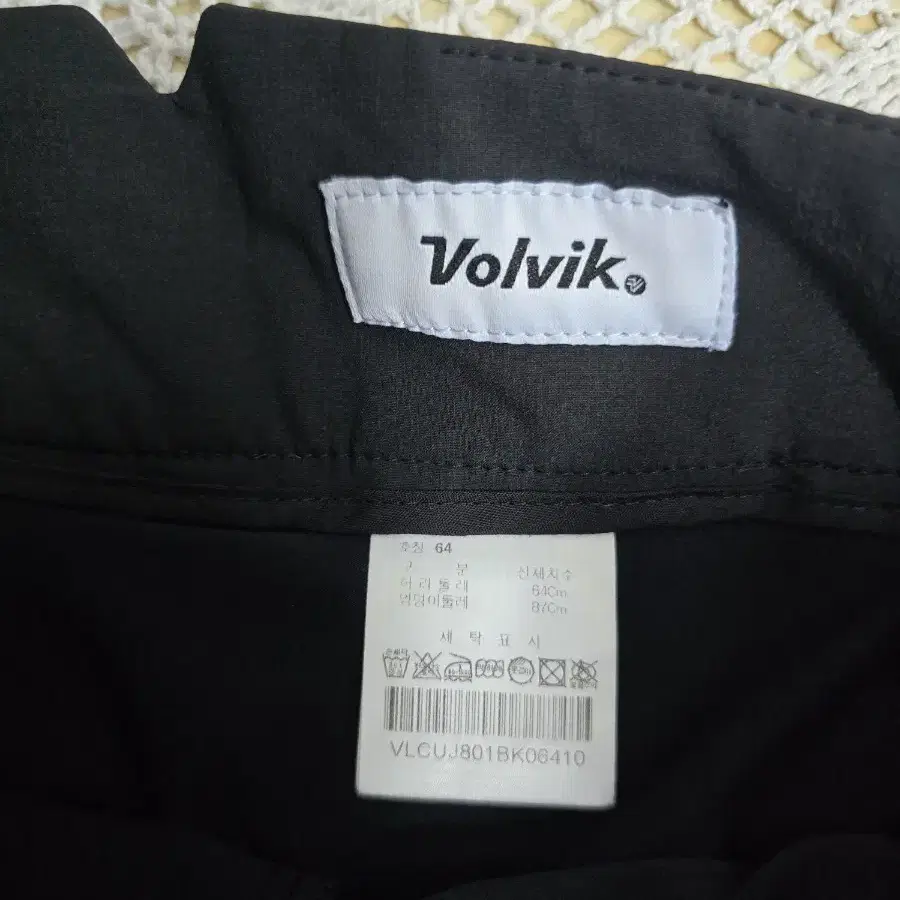 Volvik
호칭 64
구 분 신체치수
허리둘레 64Cm
엉덩이둘레 87Cm
세 탁 표 시
VLCUJ801BK06410